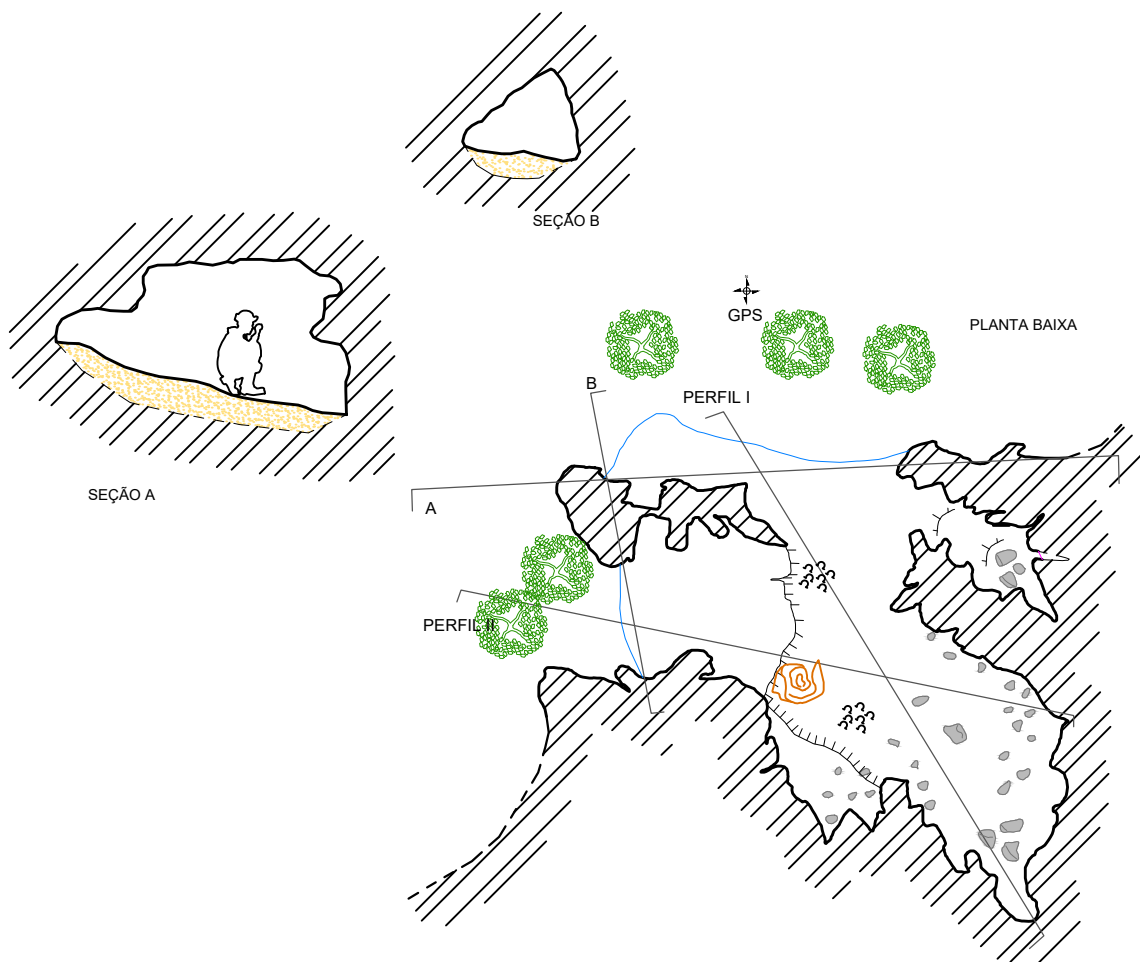 SEÇÃO B
SEÇÃO A
N
GPS
PLANTA BAIXA
B
PERFIL I
A
PERFIL II